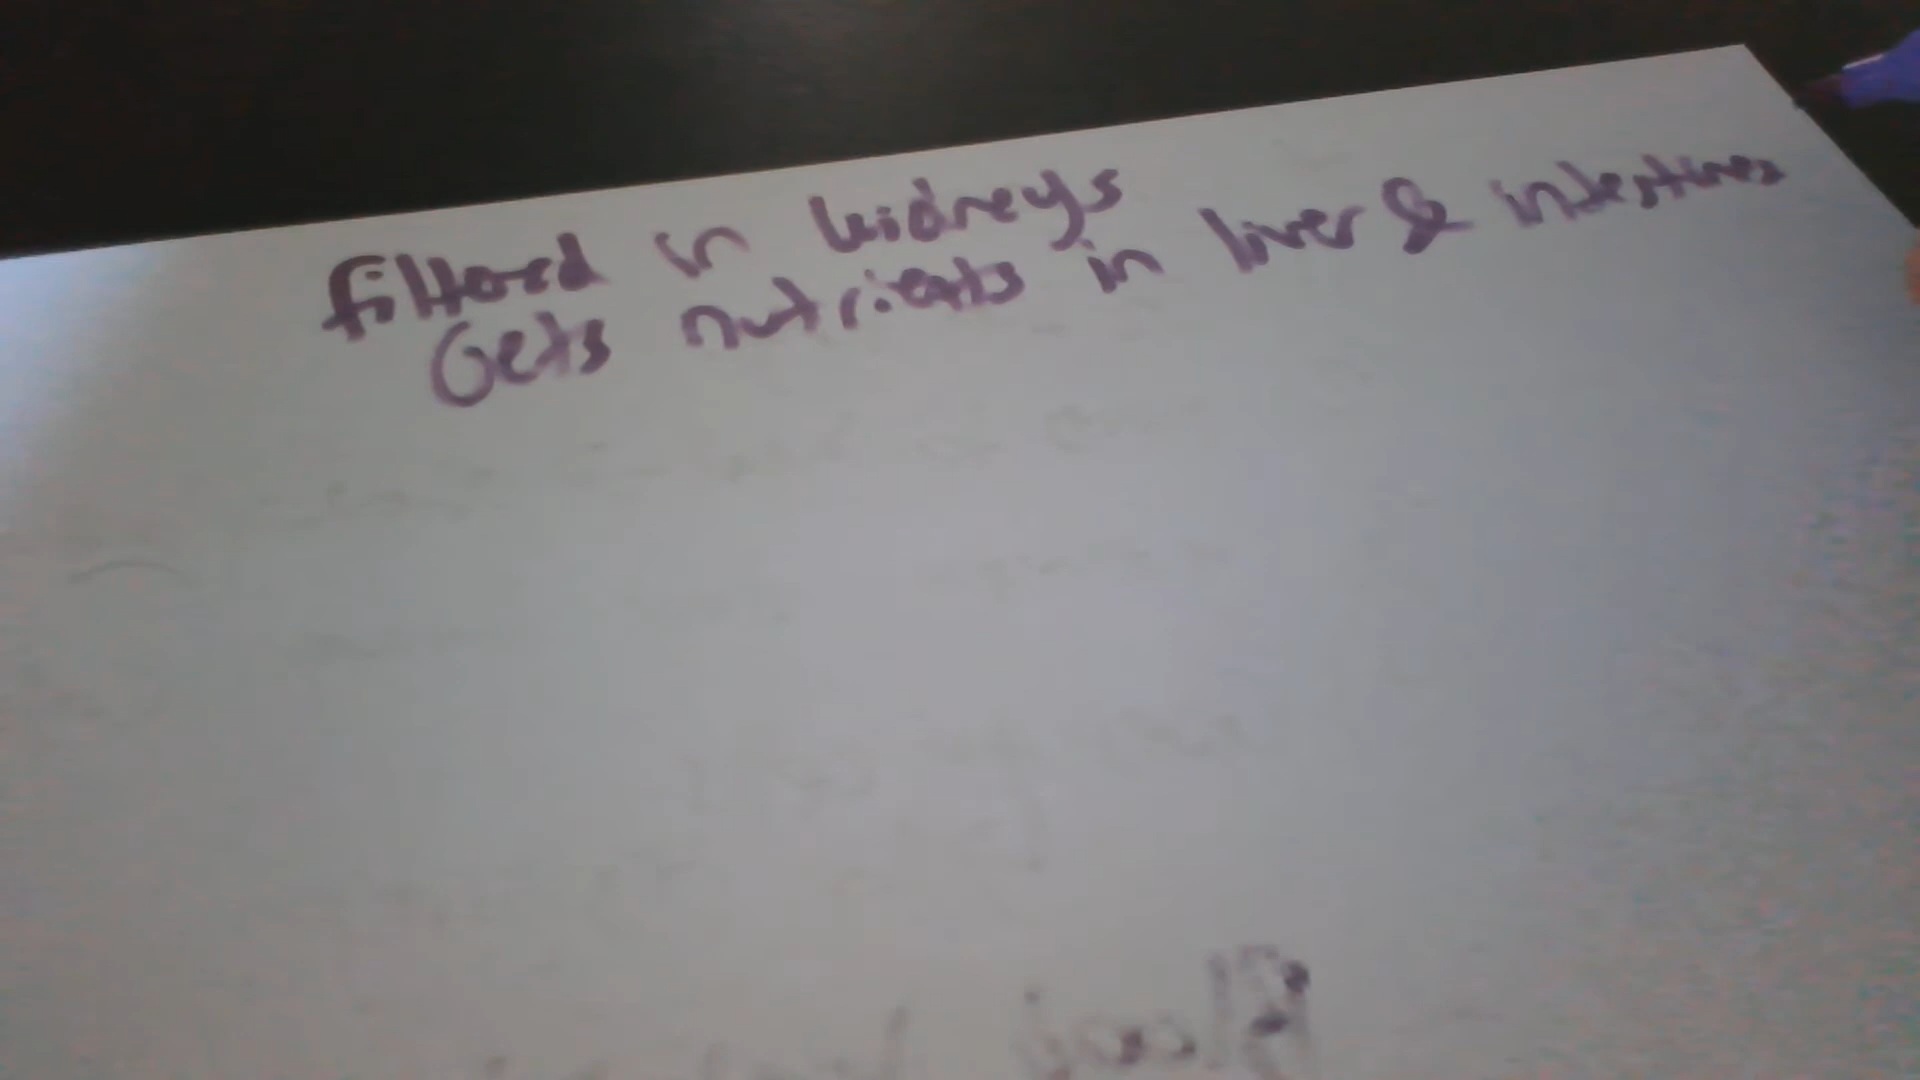 filtered in kidneys
Gets nutrients in liver & intestines